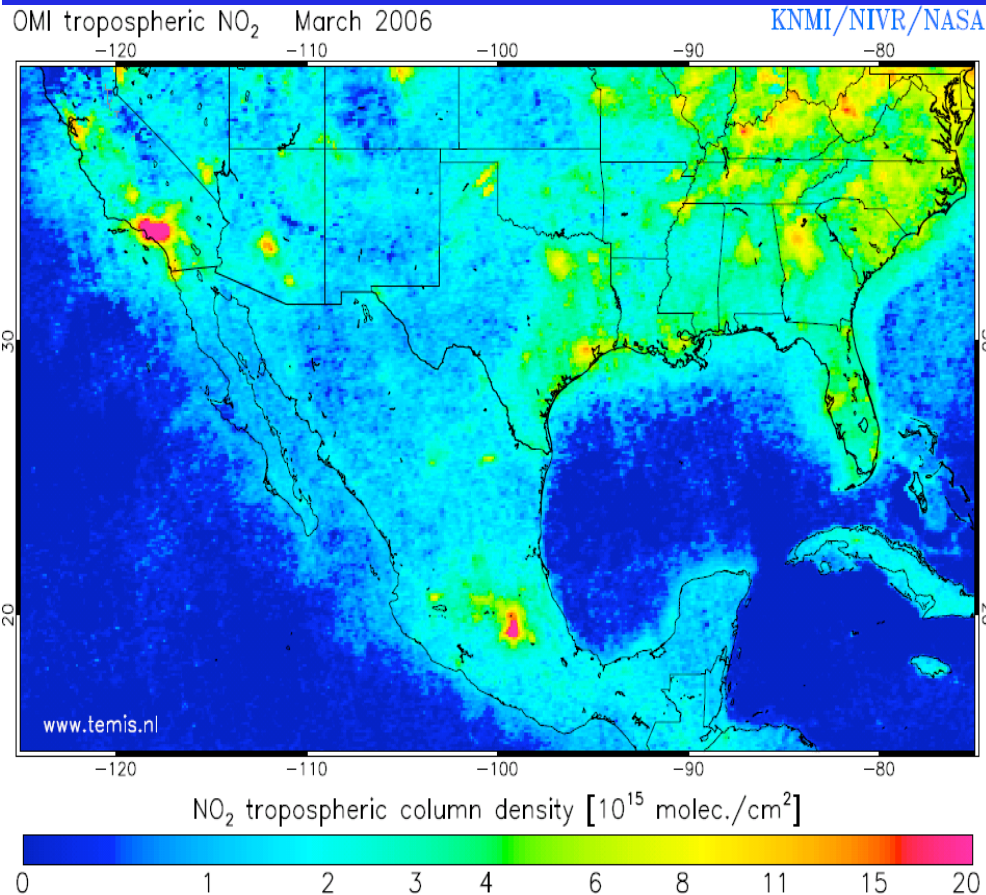 OMI tropospheric NO₂ March 2006 KNMI/NIVR/NASA
−120 −110 −100 −90 −80
30
20
www.temis.nl
−120 −110 −100 −90 −80
NO₂ tropospheric column density [10¹⁵ molec./cm²]
0 1 2 3 4 6 8 11 15 20